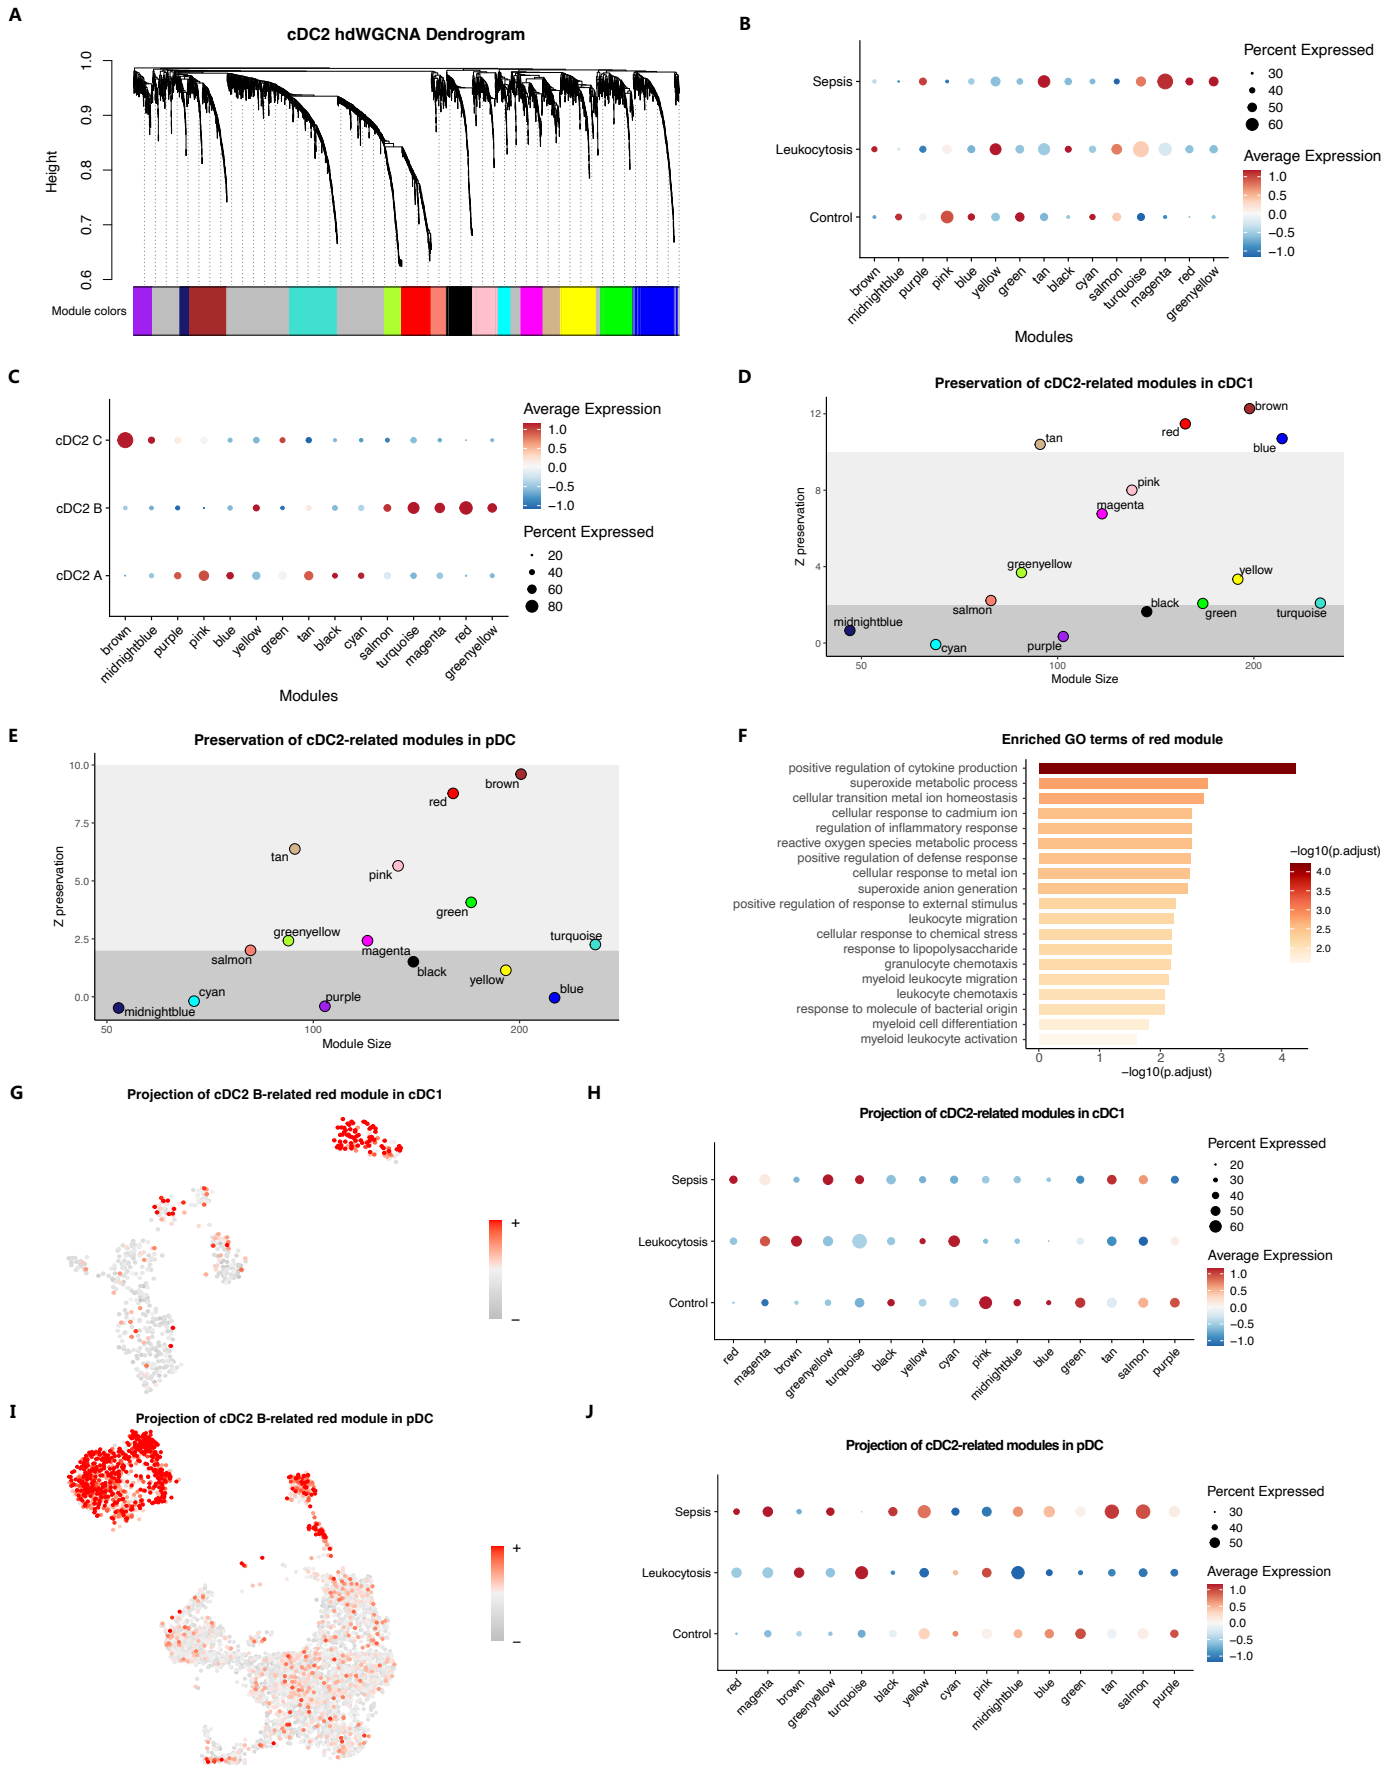 A
cDC2 hdWGCNA Dendrogram
Height
1.0
0.9
0.8
0.7
0.6
Module colors
B
Sepsis
Leukocytosis
Control
brown
midnightblue
purple
pink
blue
yellow
green
tan
black
cyan
salmon
turquoise
magenta
red
greenyellow
Modules
Percent Expressed
30
40
50
60
Average Expression
1.0
0.5
0.0
−0.5
−1.0
C
cDC2 C
cDC2 B
cDC2 A
brown
midnightblue
purple
pink
blue
yellow
green
tan
black
cyan
salmon
turquoise
magenta
red
greenyellow
Modules
Average Expression
1.0
0.5
0.0
−0.5
−1.0
Percent Expressed
20
40
60
80
D
Preservation of cDC2-related modules in cDC1
Z preservation
12
8
4
0
brown
red
blue
tan
pink
magenta
greenyellow
yellow
salmon
black
green
turquoise
midnightblue
cyan
purple
50
100
200
Module Size
E
Preservation of cDC2-related modules in pDC
Z preservation
10.0
7.5
5.0
2.5
0.0
brown
red
tan
pink
green
greenyellow
magenta
turquoise
salmon
black
yellow
cyan
purple
blue
midnightblue
50
100
200
Module Size
F
Enriched GO terms of red module
positive regulation of cytokine production
superoxide metabolic process
cellular transition metal ion homeostasis
cellular response to cadmium ion
regulation of inflammatory response
reactive oxygen species metabolic process
positive regulation of defense response
cellular response to metal ion
superoxide anion generation
positive regulation of response to external stimulus
leukocyte migration
cellular response to chemical stress
response to lipopolysaccharide
granulocyte chemotaxis
myeloid leukocyte migration
leukocyte chemotaxis
response to molecule of bacterial origin
myeloid cell differentiation
myeloid leukocyte activation
0
1
2
3
4
−log10(p.adjust)
−log10(p.adjust)
4.0
3.5
3.0
2.5
2.0
G
Projection of cDC2 B-related red module in cDC1
+
−
H
Projection of cDC2-related modules in cDC1
Sepsis
Leukocytosis
Control
red
magenta
brown
greenyellow
turquoise
black
yellow
cyan
pink
midnightblue
blue
green
tan
salmon
purple
Percent Expressed
20
30
40
50
60
Average Expression
1.0
0.5
0.0
−0.5
−1.0
I
Projection of cDC2 B-related red module in pDC
+
−
J
Projection of cDC2-related modules in pDC
Sepsis
Leukocytosis
Control
red
magenta
brown
greenyellow
turquoise
black
yellow
cyan
pink
midnightblue
blue
green
tan
salmon
purple
Percent Expressed
30
40
50
Average Expression
1.0
0.5
0.0
−0.5
−1.0